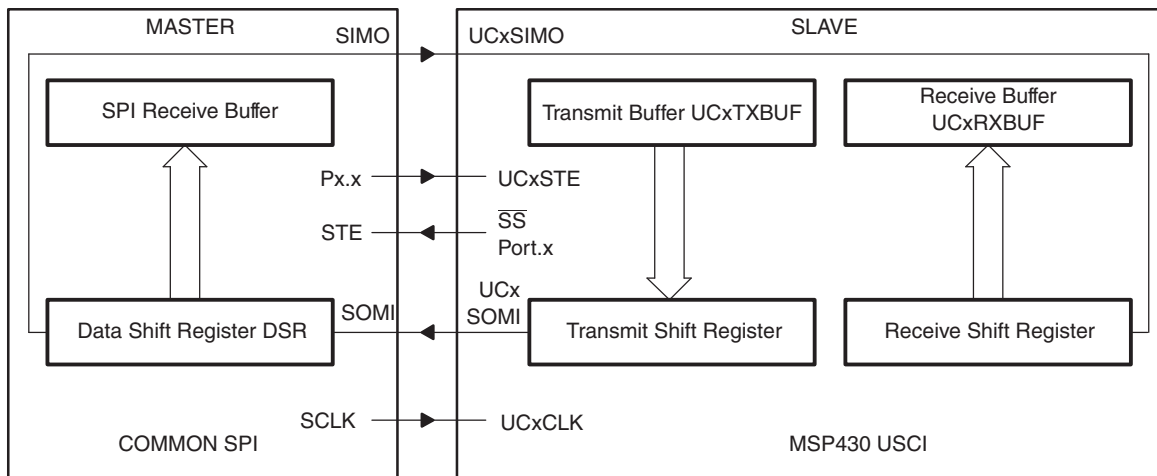 MASTER
SLAVE
SIMO
UCxSIMO
SPI Receive Buffer
Transmit Buffer UCxTXBUF
Receive Buffer
UCxRXBUF
Px.x
UCxSTE
STE
SS
Port.x
SOMI
UCx
SOMI
Data Shift Register DSR
Transmit Shift Register
Receive Shift Register
SCLK
UCxCLK
COMMON SPI
MSP430 USCI